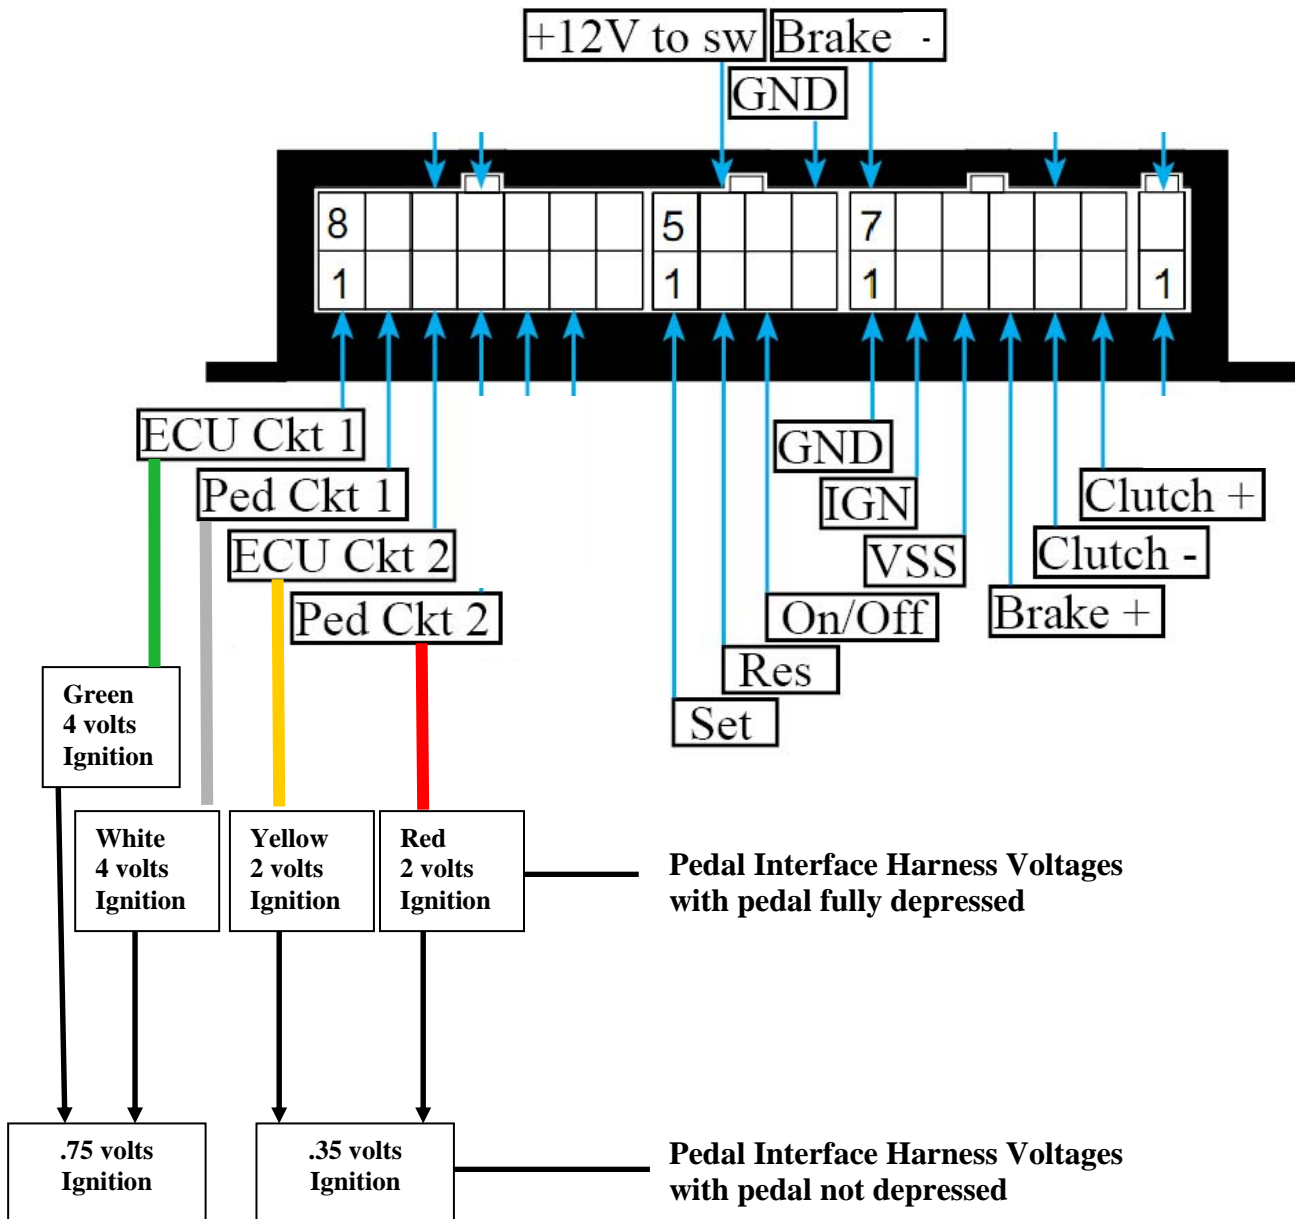 +12V to sw
Brake -
GND
8
5
7
1
1
1
1
ECU Ckt 1
Ped Ckt 1
ECU Ckt 2
Ped Ckt 2
GND
IGN
VSS
On/Off
Res
Set
Clutch +
Clutch -
Brake +
Green
4 volts
Ignition
White
4 volts
Ignition
Yellow
2 volts
Ignition
Red
2 volts
Ignition
Pedal Interface Harness Voltages
with pedal fully depressed
.75 volts
Ignition
.35 volts
Ignition
Pedal Interface Harness Voltages
with pedal not depressed